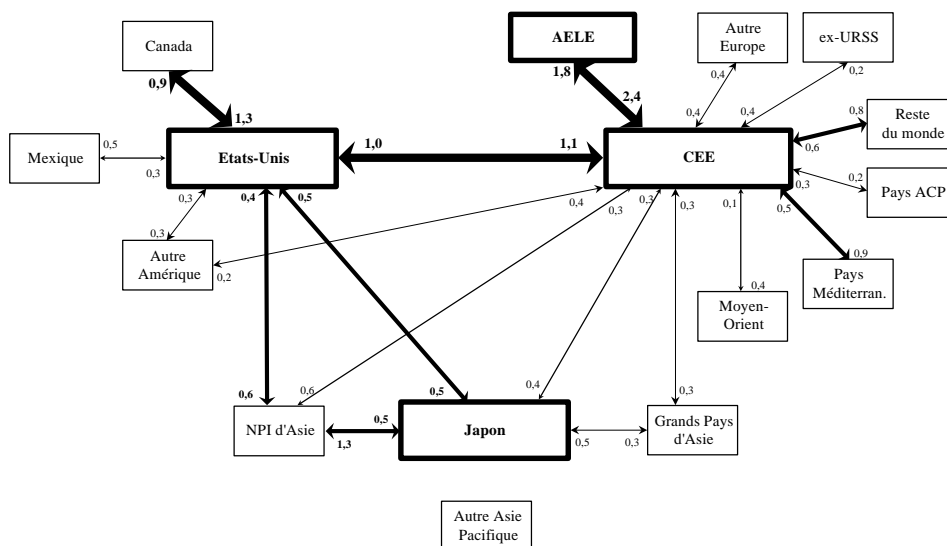 Canada
AELE
Autre
Europe
ex-URSS
0,9
1,8
0,4
0,2
1,3
2,4
0,4
0,4
0,8
Reste
du monde
Mexique
0,5
0,3
Etats-Unis
1,0
1,1
CEE
0,6
0,3
0,2
Pays ACP
0,3
0,4
0,5
0,4
0,3
0,3
0,3
0,1
0,5
0,3
Autre
Amérique
0,2
0,9
Pays
Méditerran.
0,4
Moyen-
Orient
0,6
0,6
0,5
0,4
0,3
NPI d'Asie
0,5
1,3
Japon
0,5
0,3
Grands Pays
d'Asie
Autre Asie
Pacifique